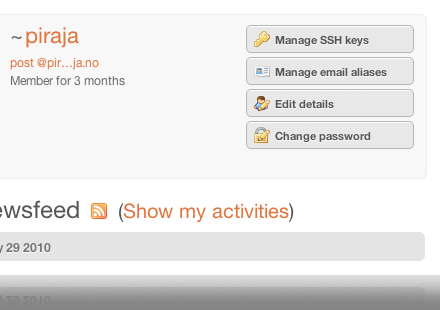 ~piraja
post @pir...ja.no
Member for 3 months
Manage SSH keys
Manage email aliases
Edit details
Change password
ewsfeed (Show my activities)
y 29 2010